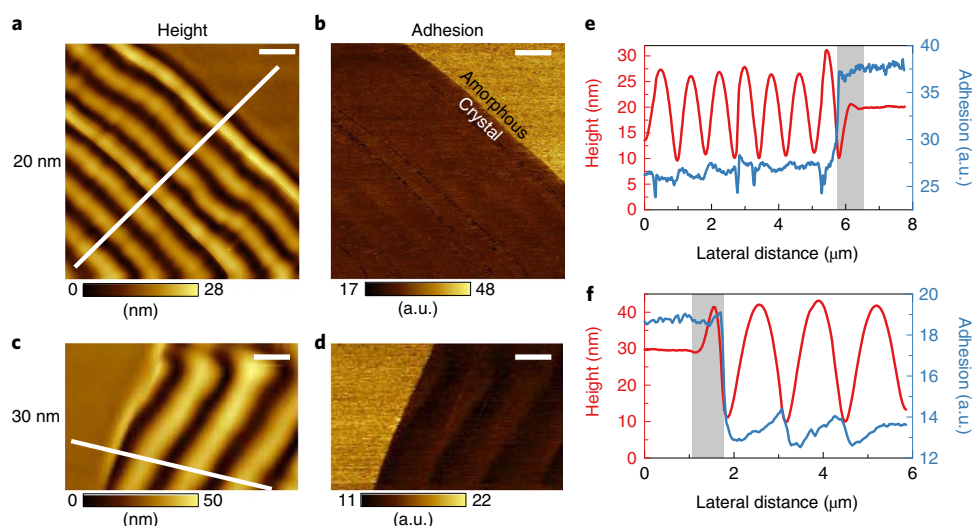 a Height
b Adhesion
20 nm
Amorphous
Crystal
0 28
(nm)
17 48
(a.u.)
c
d
30 nm
0 50
(nm)
11 22
(a.u.)
e
Height (nm)
30
25
20
15
10
5
0
Adhesion (a.u.)
40
35
30
25
0 2 4 6 8
Lateral distance (μm)
f
Height (nm)
40
30
20
10
0
Adhesion (a.u.)
20
18
16
14
12
0 2 4 6
Lateral distance (μm)